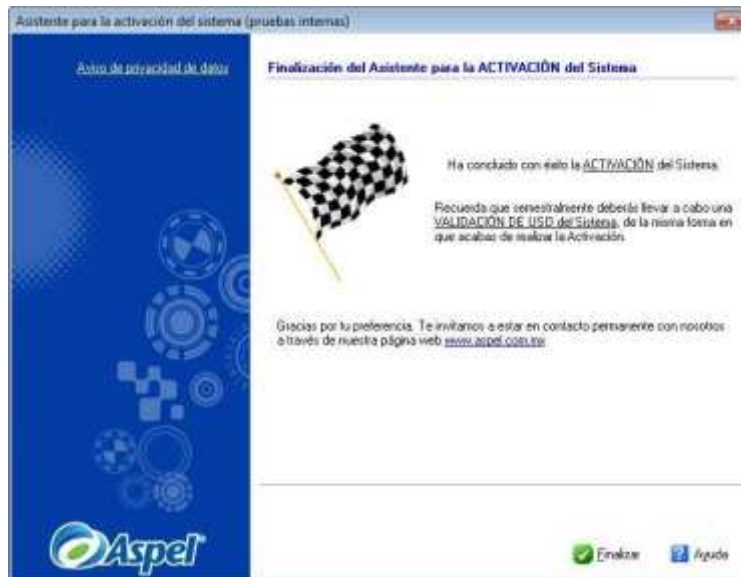 Asistente para la activación del sistema (pruebas internas)
Aviso de privacidad de datos
Finalización del Asistente para la ACTIVACIÓN del Sistema
Ha concluido con éxito la ACTIVACIÓN del Sistema.
Recuerda que semestralmente deberás llevar a cabo una
VALIDACIÓN DE USO del Sistema, de la misma forma en
que acabas de realizar la Activación.
Gracias por tu preferencia. Te invitamos a estar en contacto permanente con nosotros
a través de nuestra página web www.aspel.com.mx
Aspel
Finalizar
Ayuda